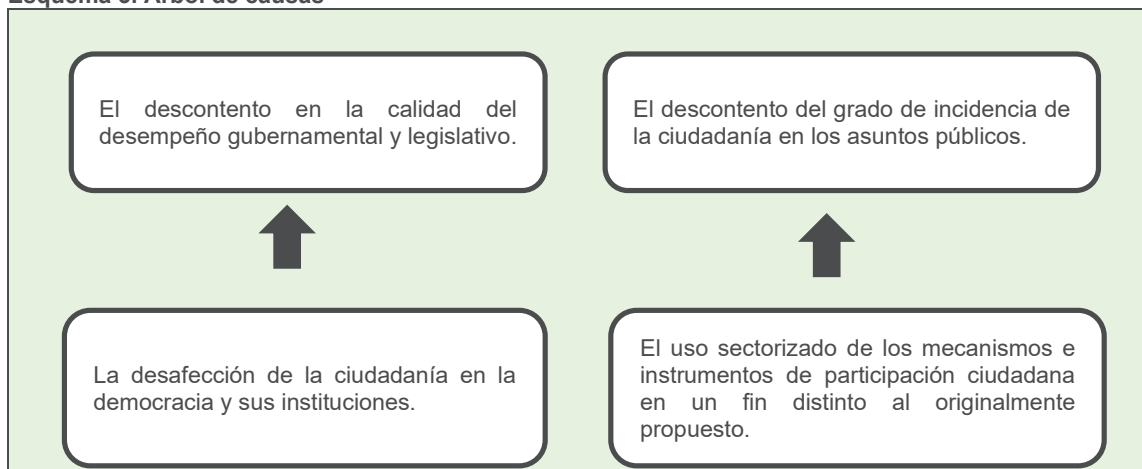 Esquema 3. Árbol de causas
El descontento en la calidad del
desempeño gubernamental y legislativo.
El descontento del grado de incidencia de
la ciudadanía en los asuntos públicos.
La desafección de la ciudadanía en la
democracia y sus instituciones.
El uso sectorizado de los mecanismos e
instrumentos de participación ciudadana
en un fin distinto al originalmente
propuesto.